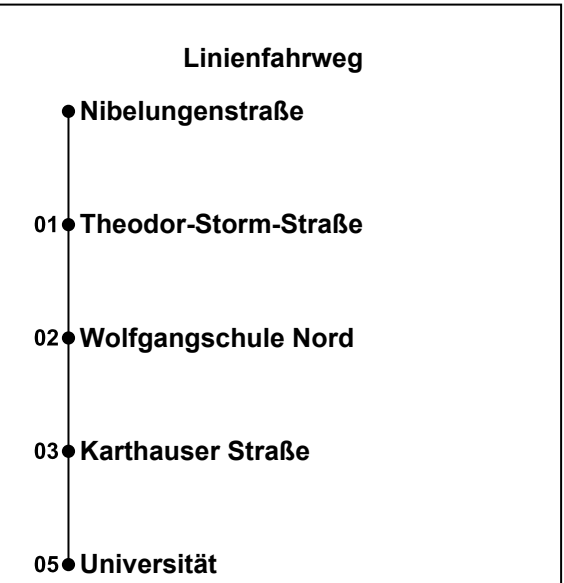 Linienfahrweg
Nibelungenstraße
01 Theodor-Storm-Straße
02 Wolfgangschule Nord
03 Karthauser Straße
05 Universität